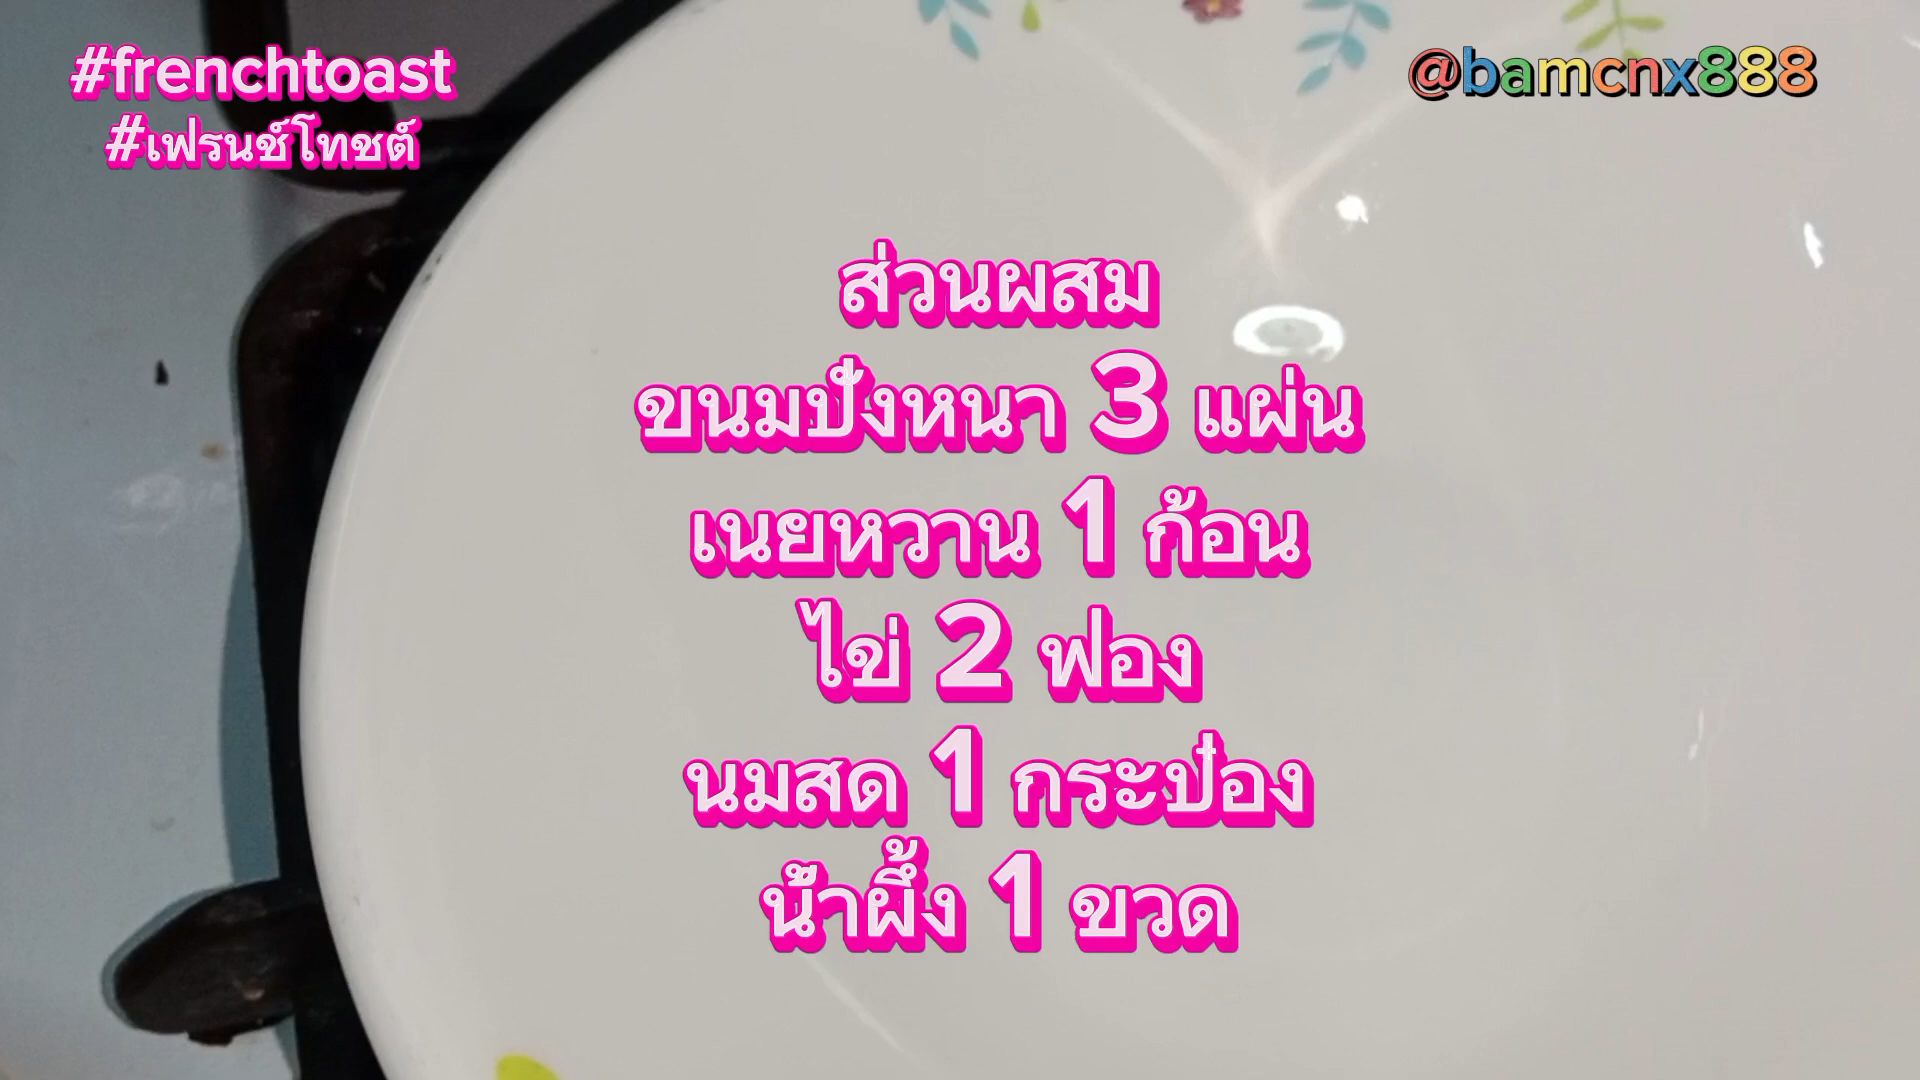 #frenchtoast
#เฟรนช์โทชต์
@bamcnx888
ส่วนผสม
ขนมปังหนา 3 แผ่น
เนยหวาน 1 ก้อน
ไข่ 2 ฟอง
นมสด 1 กระป๋อง
น้ำผึ้ง 1 ขวด